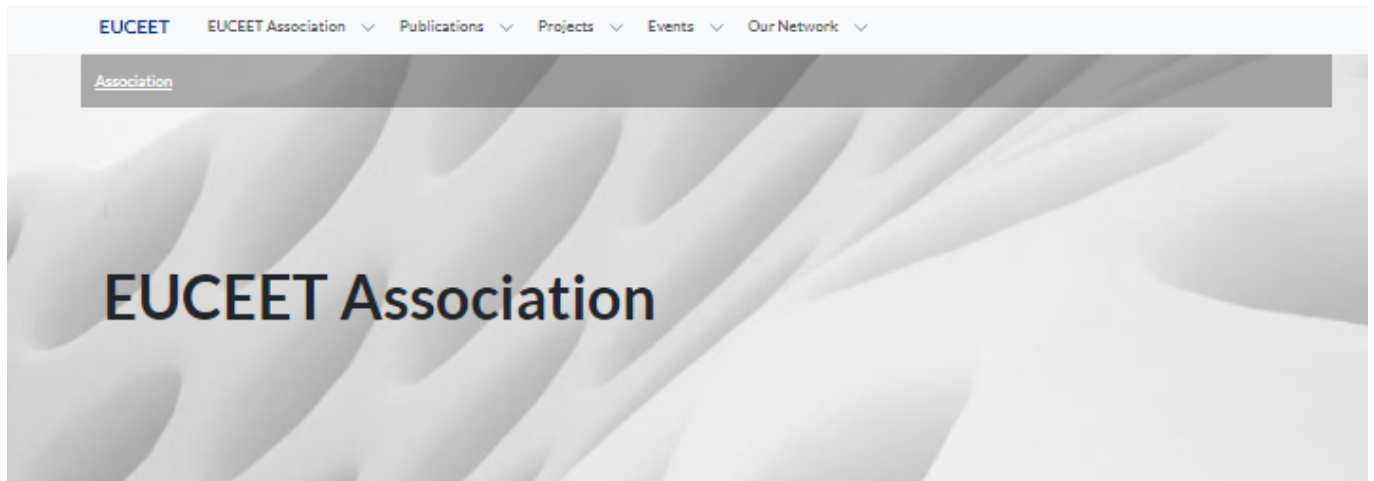 EUCEET EUCEET Association Publications Projects Events Our Network
Association
EUCEET Association